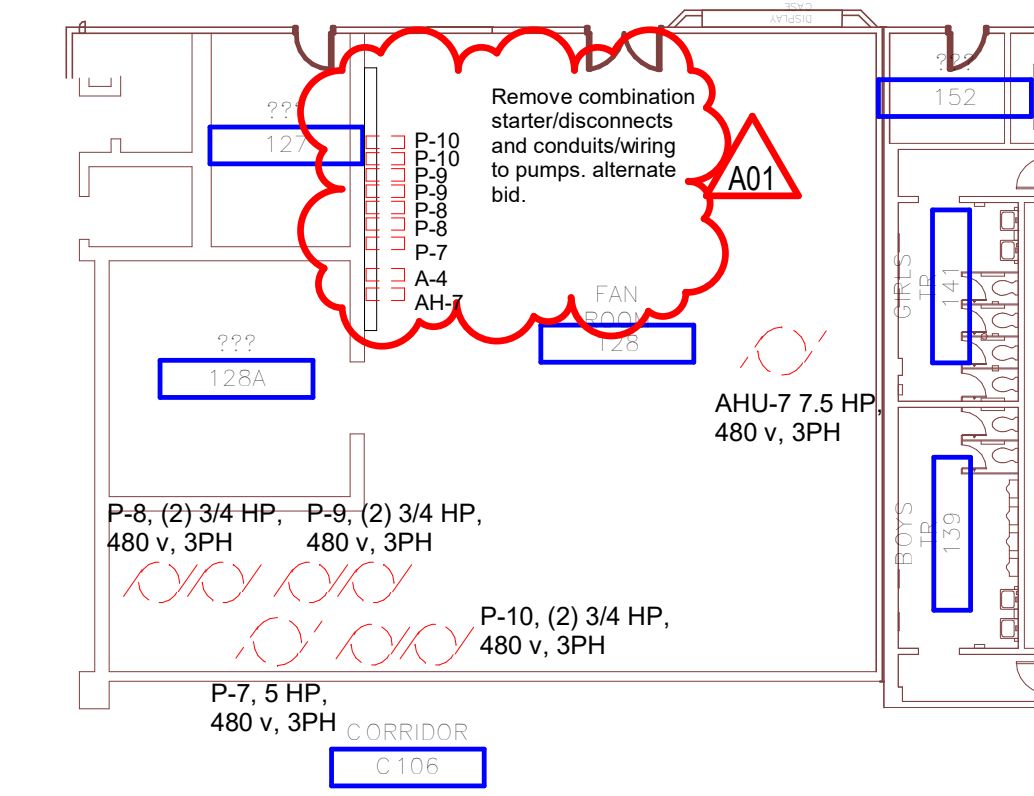 DISPLAY
CASE
???
152
???
127
Remove combination
starter/disconnects
and conduits/wiring
to pumps. alternate
bid.
A01
P-10
P-10
P-9
P-9
P-8
P-8
P-7
A-4
AH-7
FAN
ROOM
128
GIRLS
TR
141
???
128A
AHU-7 7.5 HP,
480 v, 3PH
BOYS
TR
139
P-8, (2) 3/4 HP,
480 v, 3PH
P-9, (2) 3/4 HP,
480 v, 3PH
P-10, (2) 3/4 HP,
480 v, 3PH
P-7, 5 HP,
480 v, 3PH
CORRIDOR
C106